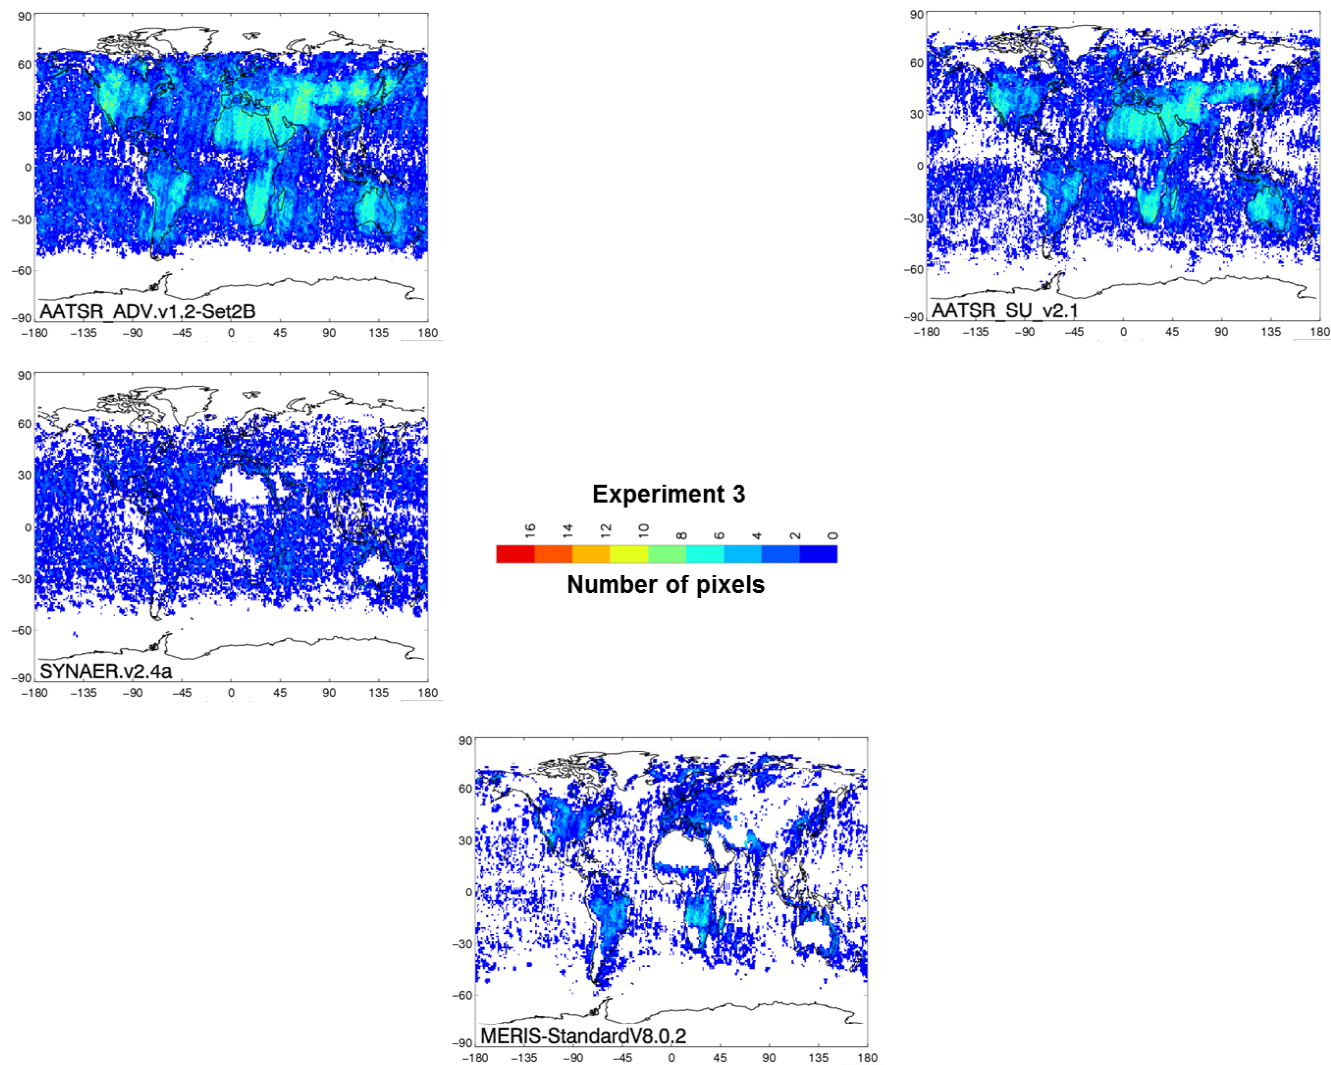 90
60
30
0
−30
−60
−90
−180 −135 −90 −45 0 45 90 135 180
AATSR_ADV.v1.2-Set2B
90
60
30
0
−30
−60
−90
−180 −135 −90 −45 0 45 90 135 180
AATSR_SU_v2.1
90
60
30
0
−30
−60
−90
−180 −135 −90 −45 0 45 90 135 180
SYNAER.v2.4a
Experiment 3
16 14 12 10 8 6 4 2 0
Number of pixels
90
60
30
0
−30
−60
−90
−180 −135 −90 −45 0 45 90 135 180
MERIS-StandardV8.0.2